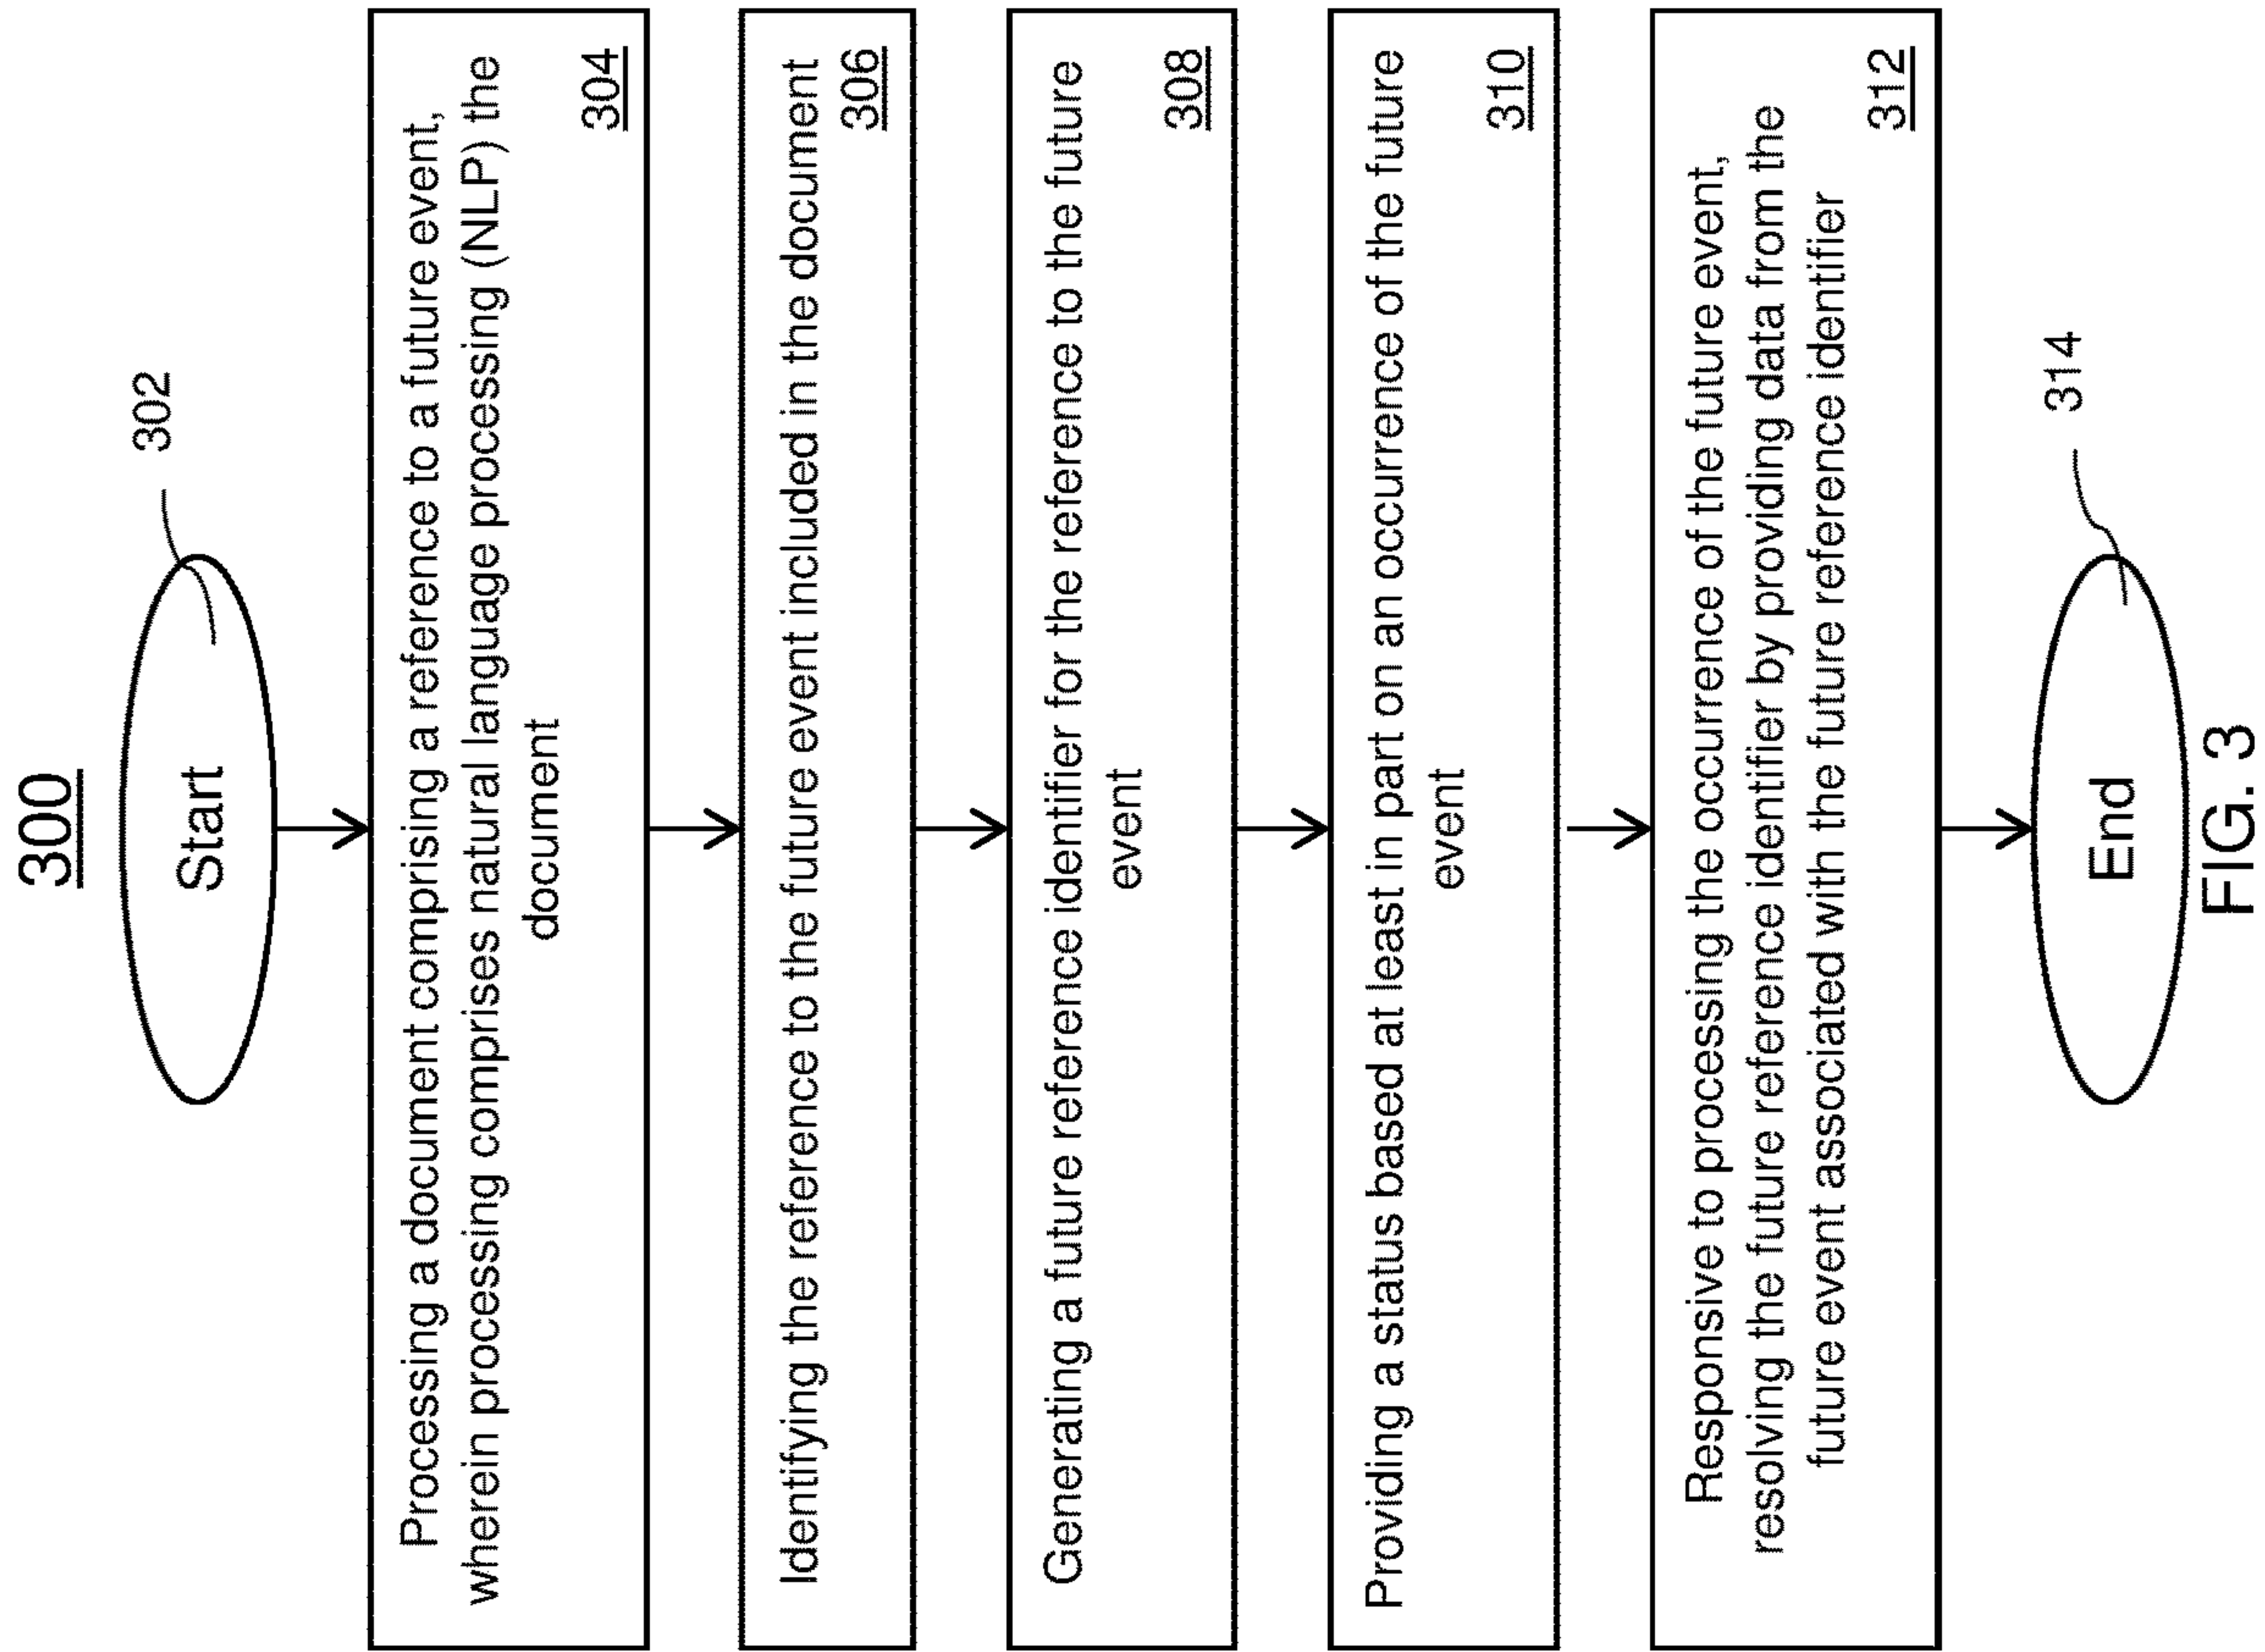 300
302
Start
Processing a document comprising a reference to a future event,
wherein processing comprises natural language processing (NLP) the
document
304
Identifying the reference to the future event included in the document
306
Generating a future reference identifier for the reference to the future
event
308
Providing a status based at least in part on an occurrence of the future
event
310
Responsive to processing the occurrence of the future event,
resolving the future reference identifier by providing data from the
future event associated with the future reference identifier
312
314
End
FIG. 3